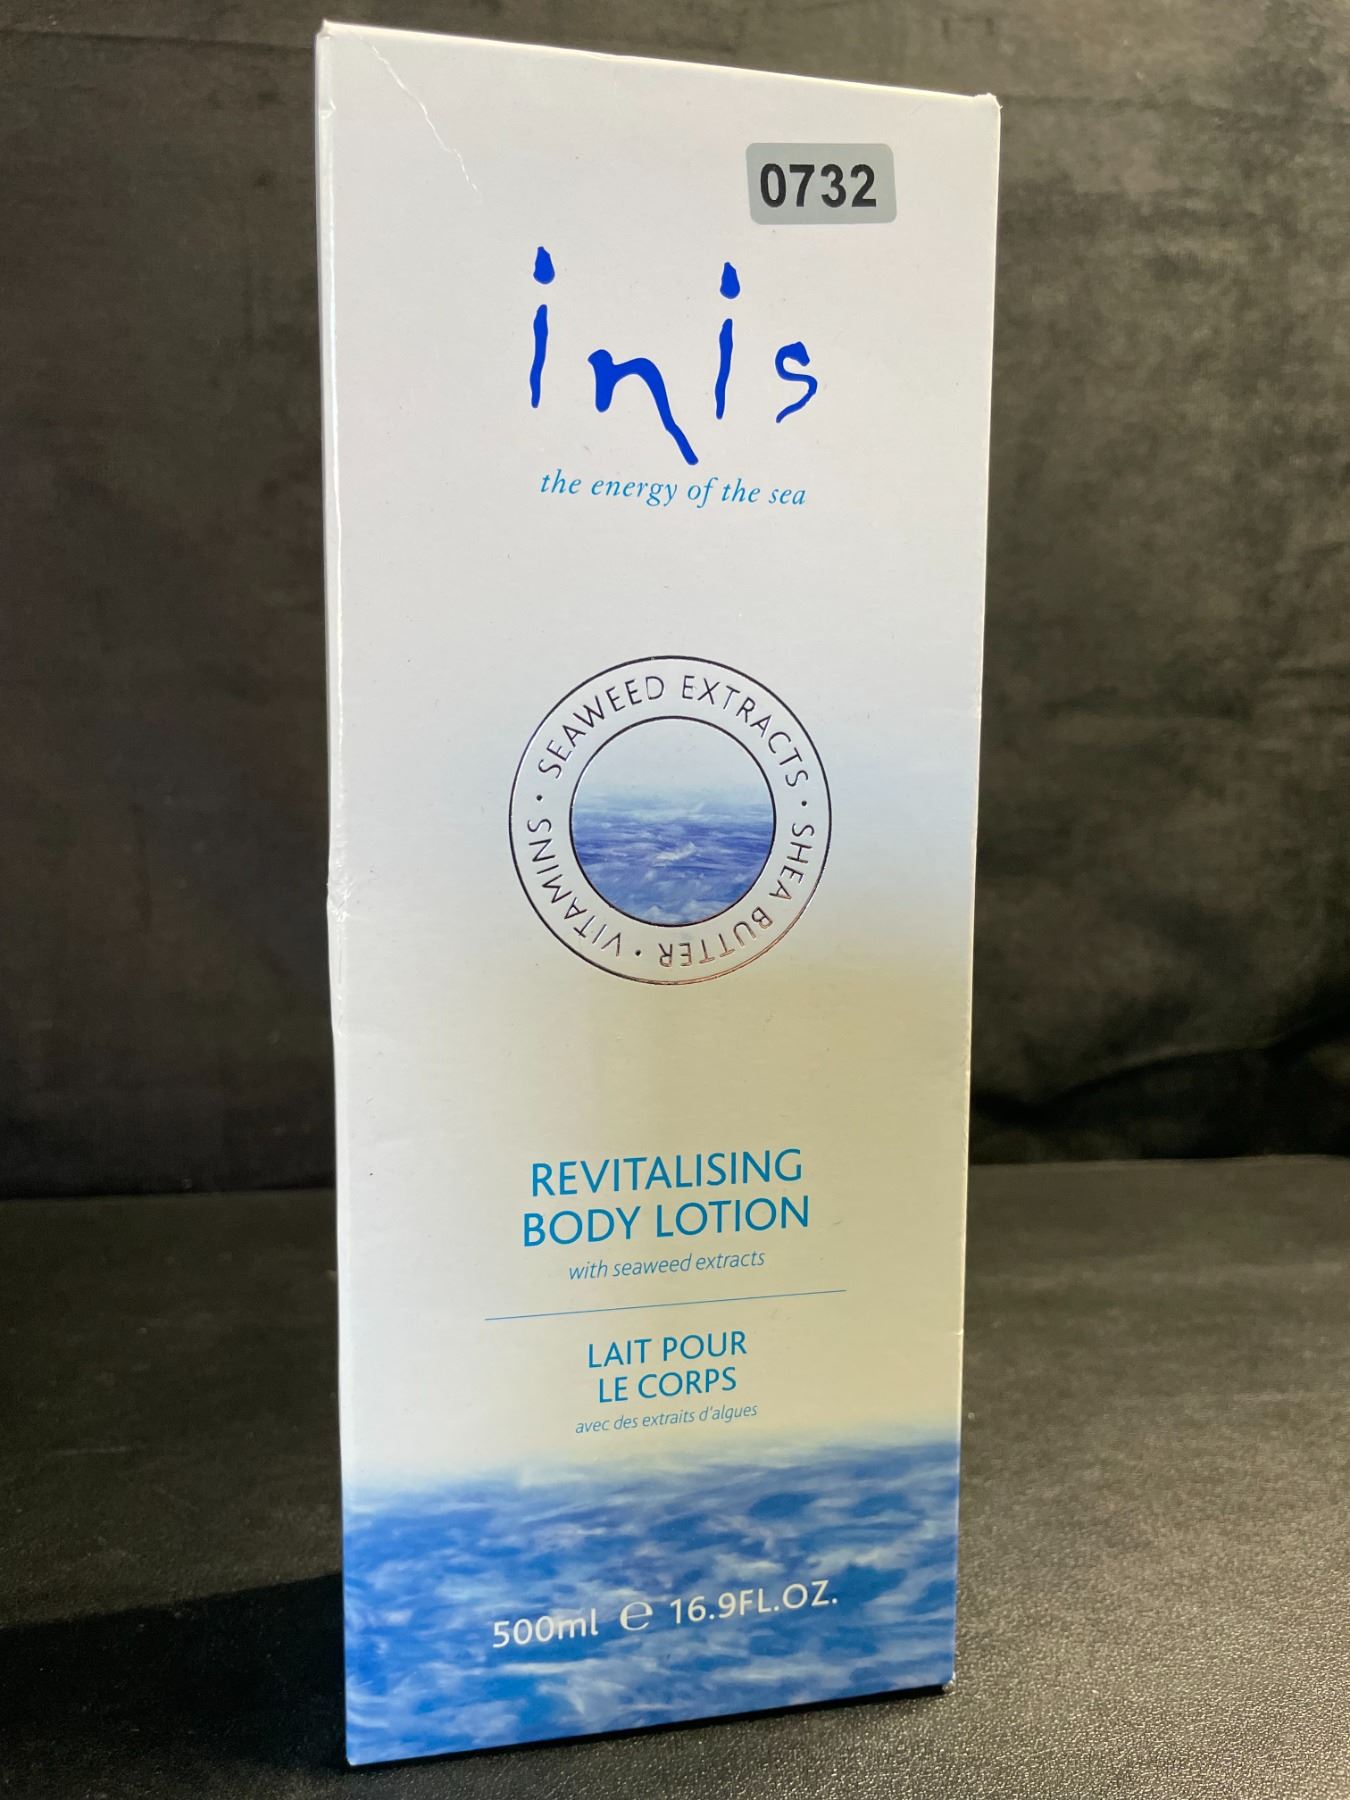 0732
inis
the energy of the sea
SEAWEED EXTRACTS · SHEA BUTTER · VITAMINS ·
REVITALISING
BODY LOTION
with seaweed extracts
LAIT POUR
LE CORPS
avec des extraits d'algues
500ml ℮ 16.9FL.OZ.